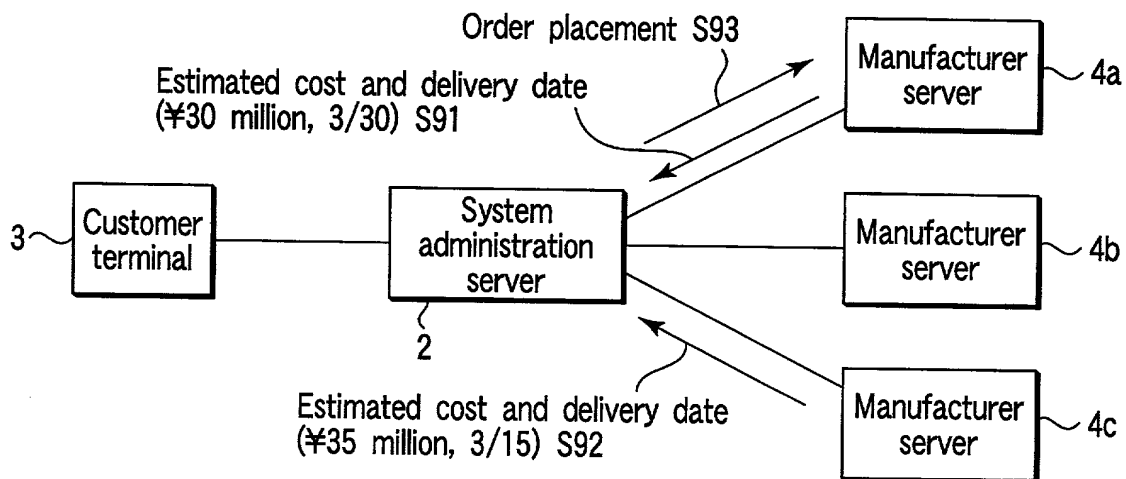 Order placement S93
Estimated cost and delivery date
(¥30 million, 3/30) S91
Manufacturer
server
4a
3
Customer
terminal
System
administration
server
2
Manufacturer
server
4b
Estimated cost and delivery date
(¥35 million, 3/15) S92
Manufacturer
server
4c